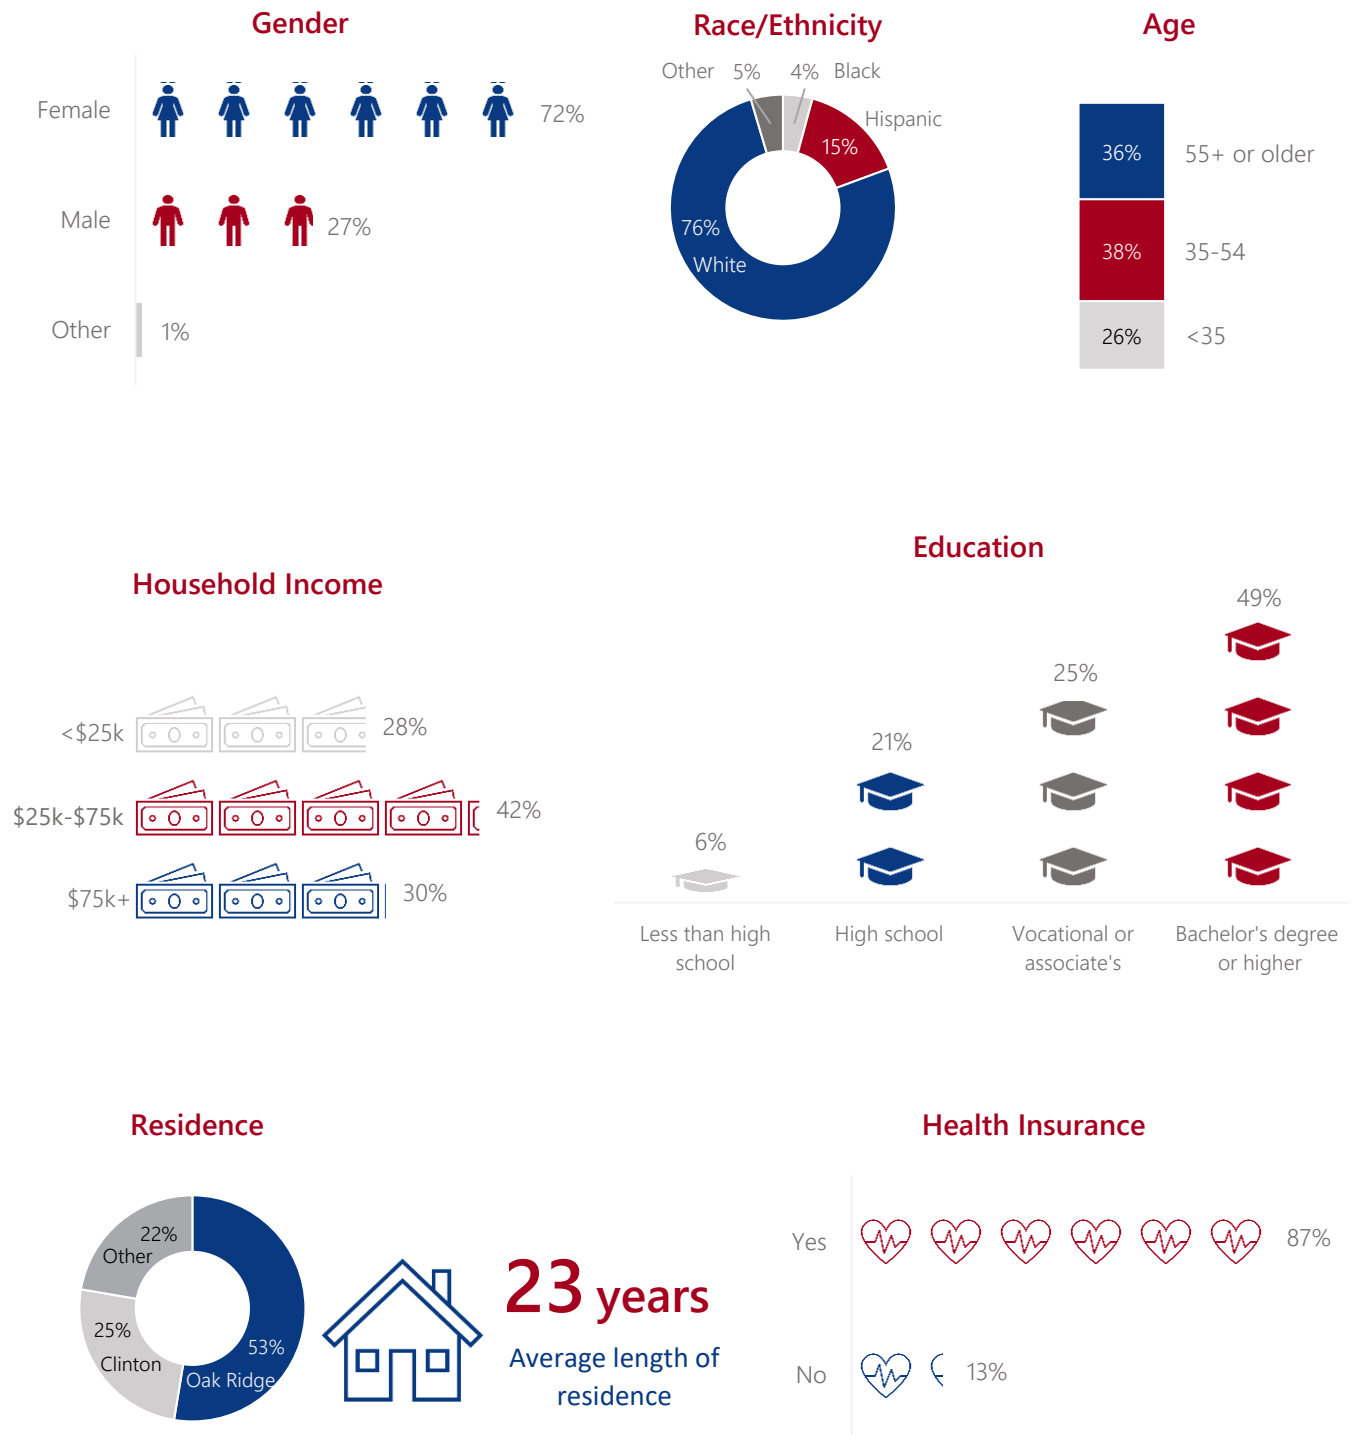 Gender
Female
72%
Male
27%
Other
1%
Race/Ethnicity
Other 5% 4% Black
Hispanic
15%
76%
White
Age
36% 55+ or older
38% 35-54
26% <35
Household Income
<$25k 28%
$25k-$75k 42%
$75k+ 30%
Education
49%
25%
21%
6%
Less than high
school
High school
Vocational or
associate's
Bachelor's degree
or higher
Residence
22%
Other
25%
Clinton
53%
Oak Ridge
23 years
Average length of
residence
Health Insurance
Yes 87%
No 13%